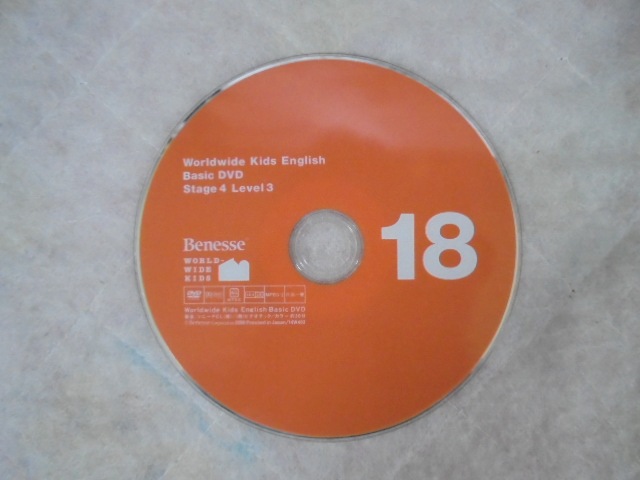 Worldwide Kids English
Basic DVD
Stage 4 Level 3
18
Benesse
WORLD-
WIDE
KIDS
DVD
Worldwide Kids English Basic DVD